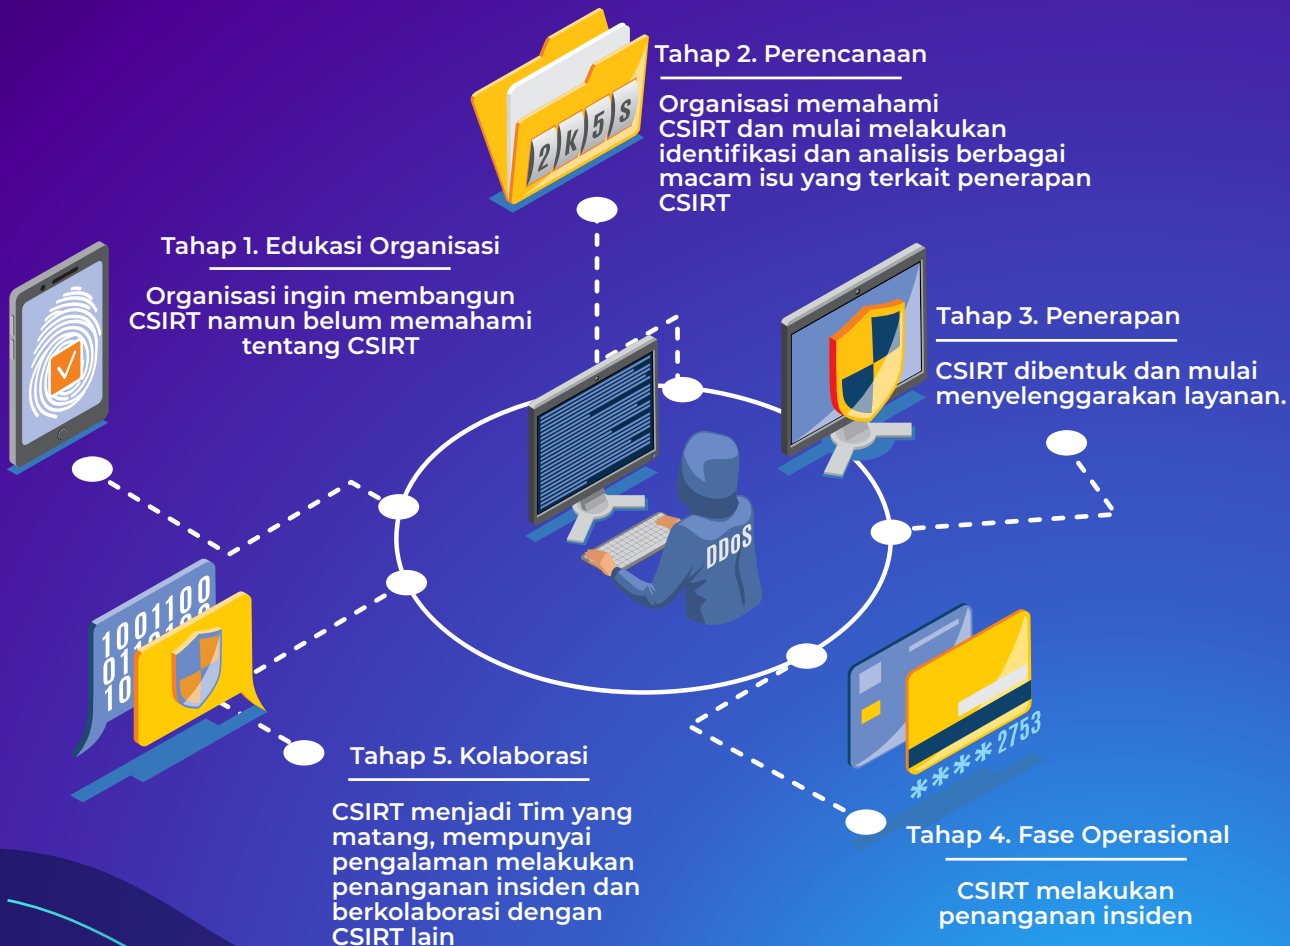 Tahap 1. Edukasi Organisasi
Organisasi ingin membangun
CSIRT namun belum memahami
tentang CSIRT
Tahap 2. Perencanaan
Organisasi memahami
CSIRT dan mulai melakukan
identifikasi dan analisis berbagai
macam isu yang terkait penerapan
CSIRT
2K5S
Tahap 3. Penerapan
CSIRT dibentuk dan mulai
menyelenggarakan layanan.
DDoS
Tahap 4. Fase Operasional
CSIRT melakukan
penanganan insiden
**** 2753
Tahap 5. Kolaborasi
CSIRT menjadi Tim yang
matang, mempunyai
pengalaman melakukan
penanganan insiden dan
berkolaborasi dengan
CSIRT lain
1001100
01
10